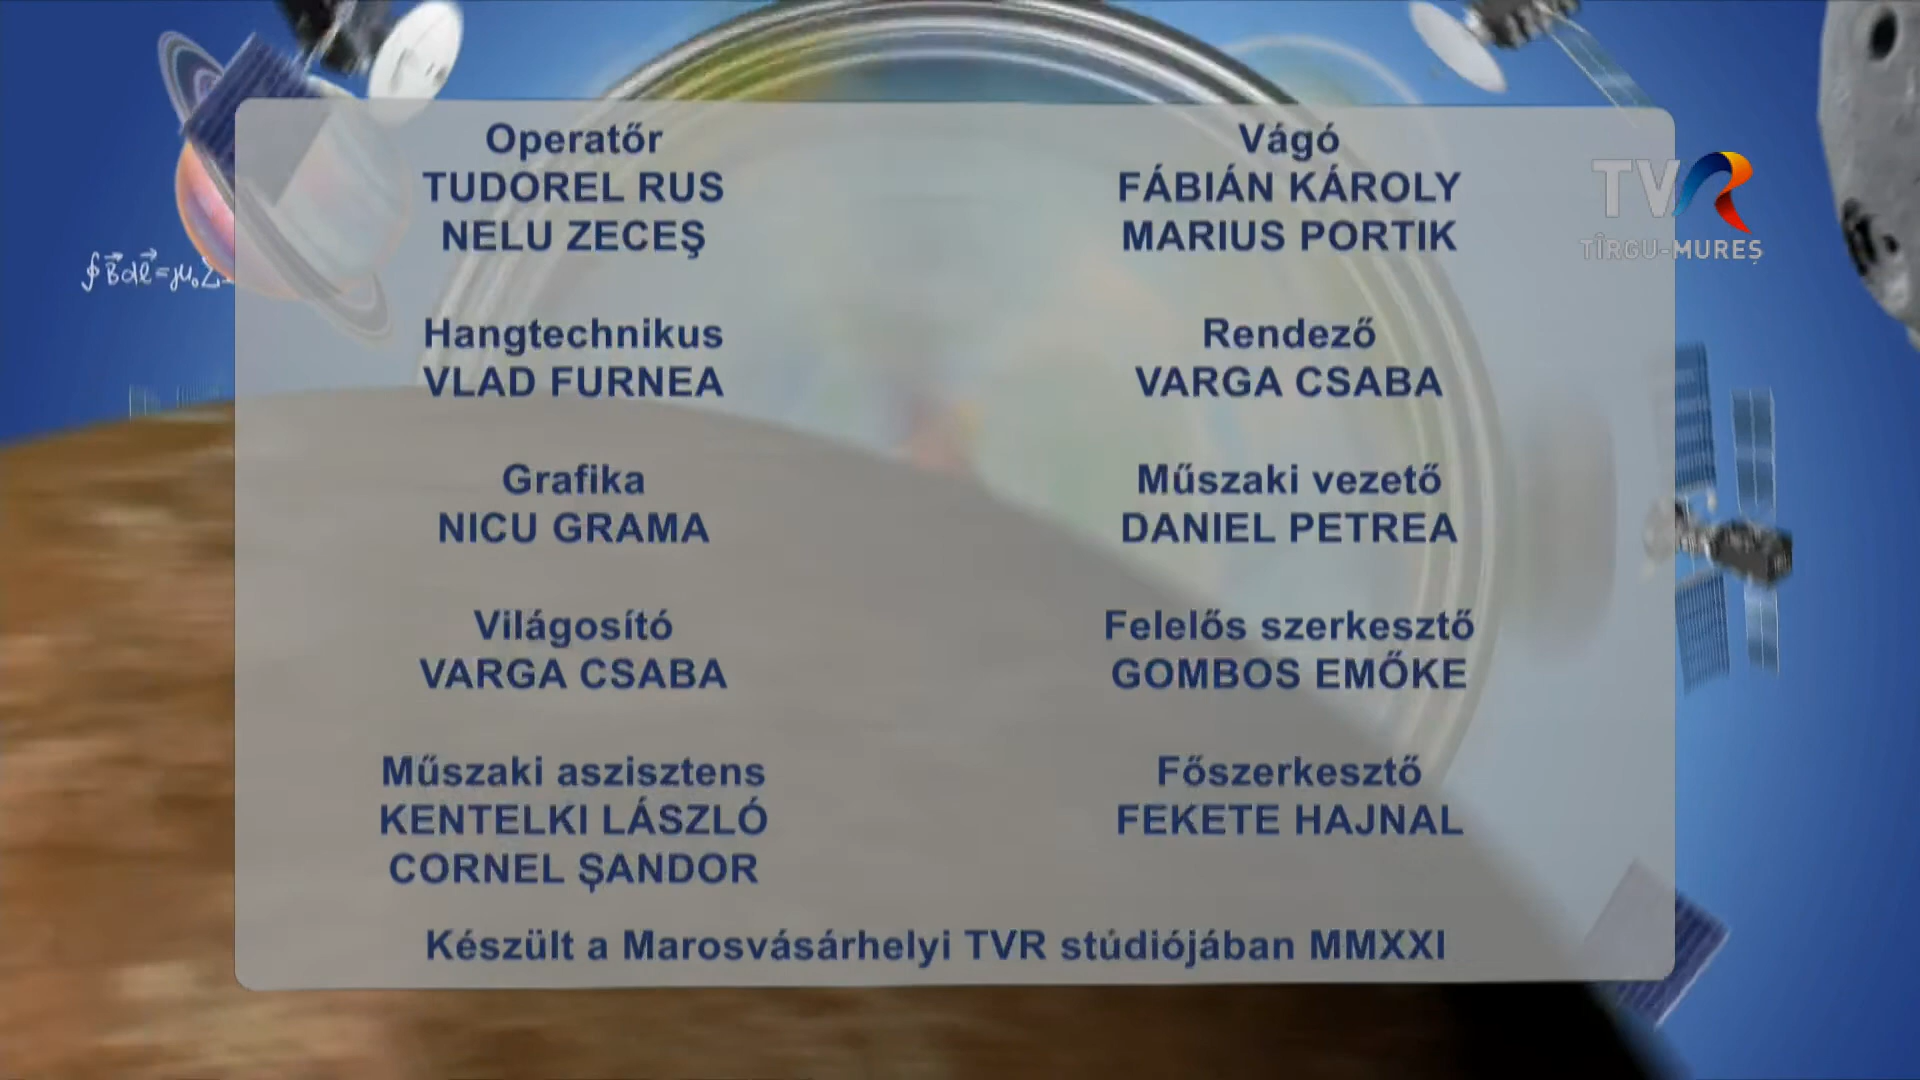 Operatőr
TUDOREL RUS
NELU ZECEŞ
Hangtechnikus
VLAD FURNEA
Grafika
NICU GRAMA
Világosító
VARGA CSABA
Műszaki aszisztens
KENTELKI LÁSZLÓ
CORNEL ŞANDOR
Vágó
FÁBIÁN KÁROLY
MARIUS PORTIK
Rendező
VARGA CSABA
Műszaki vezető
DANIEL PETREA
Felelős szerkesztő
GOMBOS EMŐKE
Főszerkesztő
FEKETE HAJNAL
Készült a Marosvásárhelyi TVR stúdiójában MMXXI
TVR
TÎRGU-MUREȘ